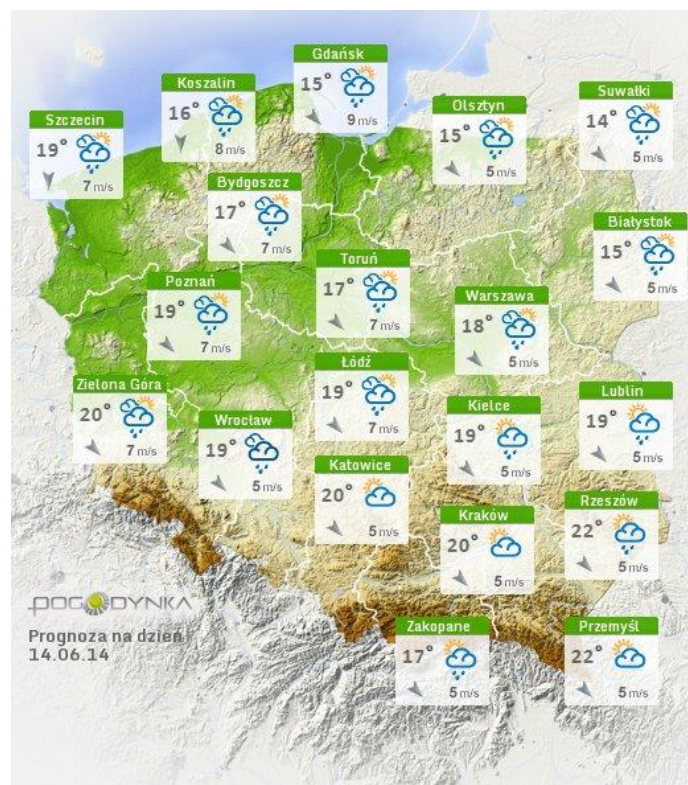 Gdańsk
15°
9 m/s
Koszalin
16°
8 m/s
Suwałki
14°
5 m/s
Olsztyn
15°
5 m/s
Szczecin
19°
7 m/s
Bydgoszcz
17°
7 m/s
Białystok
15°
5 m/s
Toruń
17°
7 m/s
Poznań
19°
7 m/s
Warszawa
18°
5 m/s
Łódź
19°
7 m/s
Zielona Góra
20°
7 m/s
Lublin
19°
5 m/s
Kielce
19°
5 m/s
Wrocław
19°
5 m/s
Katowice
20°
5 m/s
Rzeszów
22°
5 m/s
Kraków
20°
5 m/s
POGODYNKA
Prognoza na dzień
14.06.14
Zakopane
17°
5 m/s
Przemyśl
22°
5 m/s